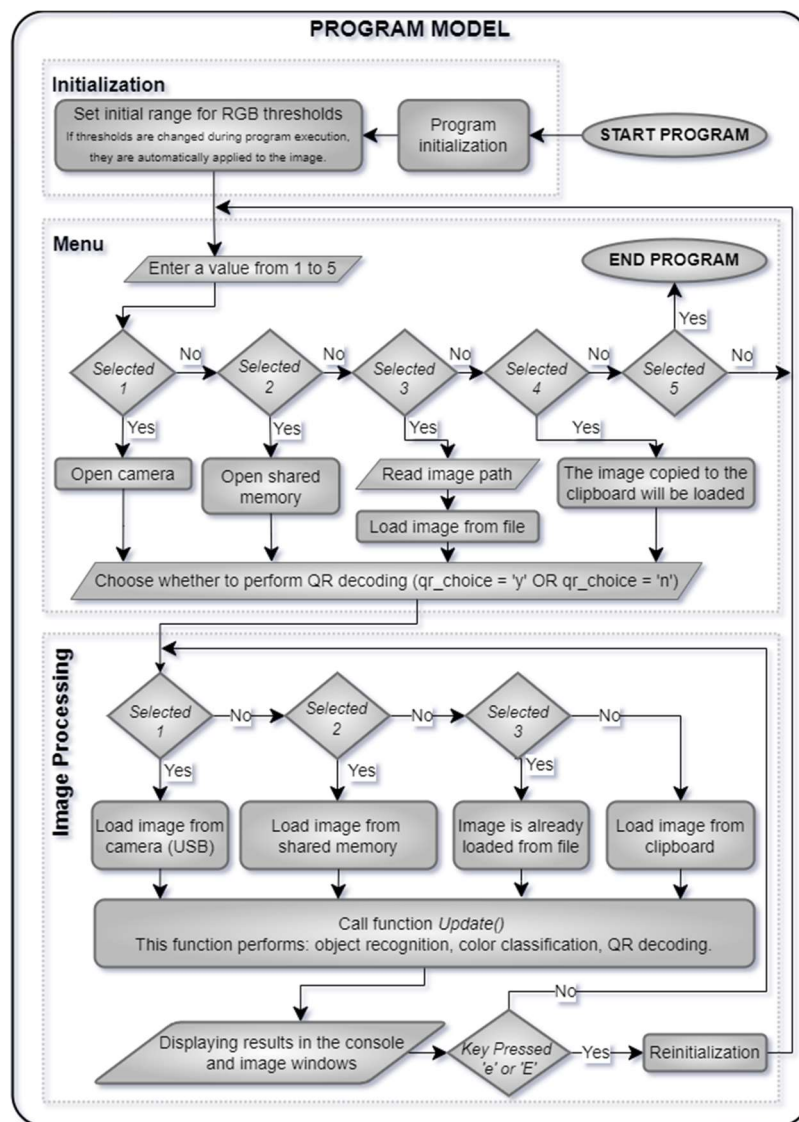 PROGRAM MODEL
Initialization
Set initial range for RGB thresholds
If thresholds are changed during program execution,
they are automatically applied to the image.
Program
initialization
START PROGRAM
Menu
Enter a value from 1 to 5
END PROGRAM
Yes
Selected
1
No
Selected
2
No
Selected
3
No
Selected
4
No
Selected
5
No
Yes
Yes
Yes
Yes
Open camera
Open shared
memory
Read image path
Load image from file
The image copied to the
clipboard will be loaded
Choose whether to perform QR decoding (qr_choice = 'y' OR qr_choice = 'n')
Image Processing
Selected
1
No
Selected
2
No
Selected
3
No
Yes
Yes
Yes
Load image from
camera (USB)
Load image from
shared memory
Image is already
loaded from file
Load image from
clipboard
Call function Update()
This function performs: object recognition, color classification, QR decoding.
No
Displaying results in the console
and image windows
Key Pressed
'e' or 'E'
Yes
Reinitialization